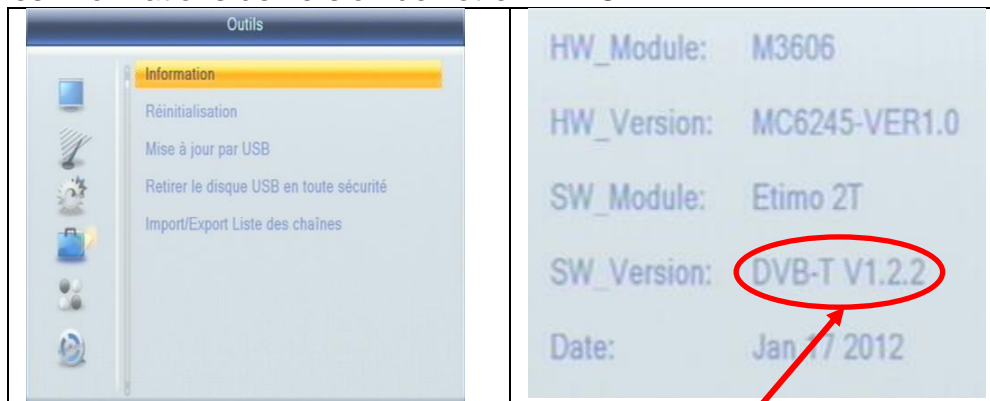 Outils
Information
Réinitialisation
Mise à jour par USB
Retirer le disque USB en toute sécurité
Import/Export Liste des chaînes
HW_Module: M3606
HW_Version: MC6245-VER1.0
SW_Module: Etimo 2T
SW_Version: DVB-T V1.2.2
Date: Jan 17 2012